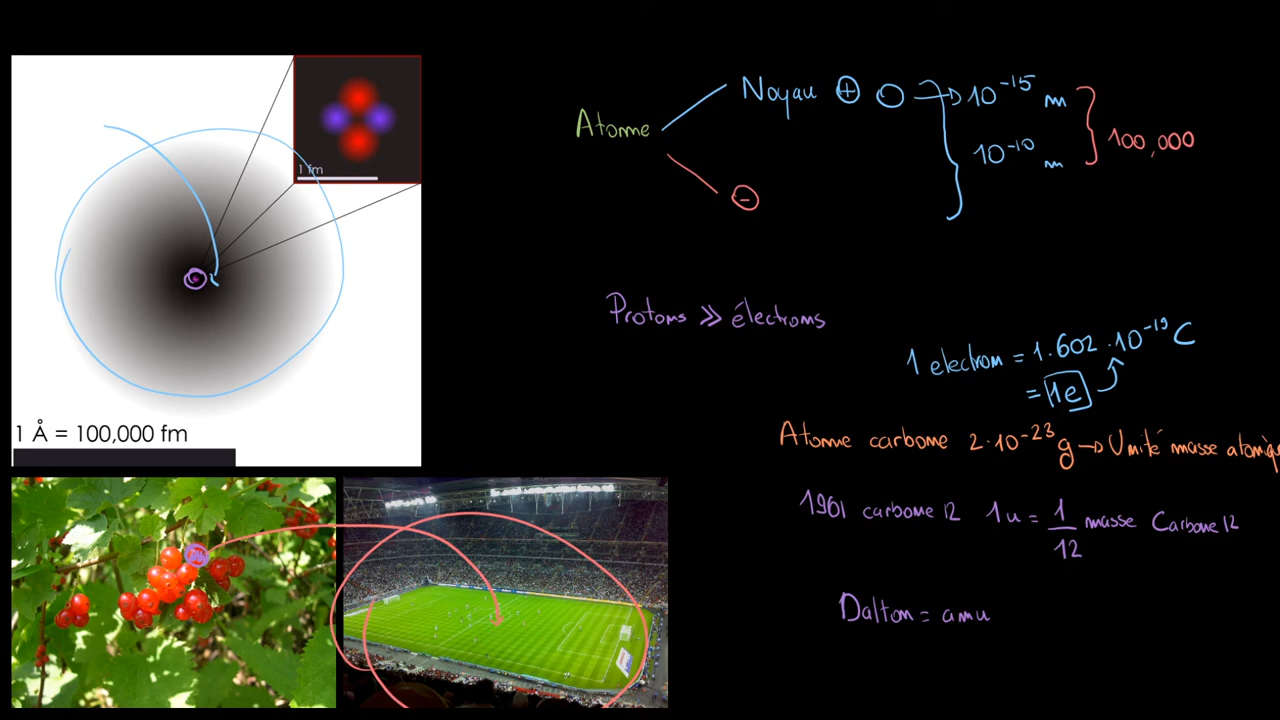 1 fm
1 Å = 100,000 fm
Atome
Noyau + 10⁻¹⁵ m
10⁻¹⁰ m
100,000
-
Protons >> électrons
1 electron = 1.602 . 10⁻¹⁹ C
= 1e
Atome carbone 2.10⁻²³ g → Unité masse atomique
1961 carbone 12 1u = 1/12 masse Carbone 12
Dalton = amu